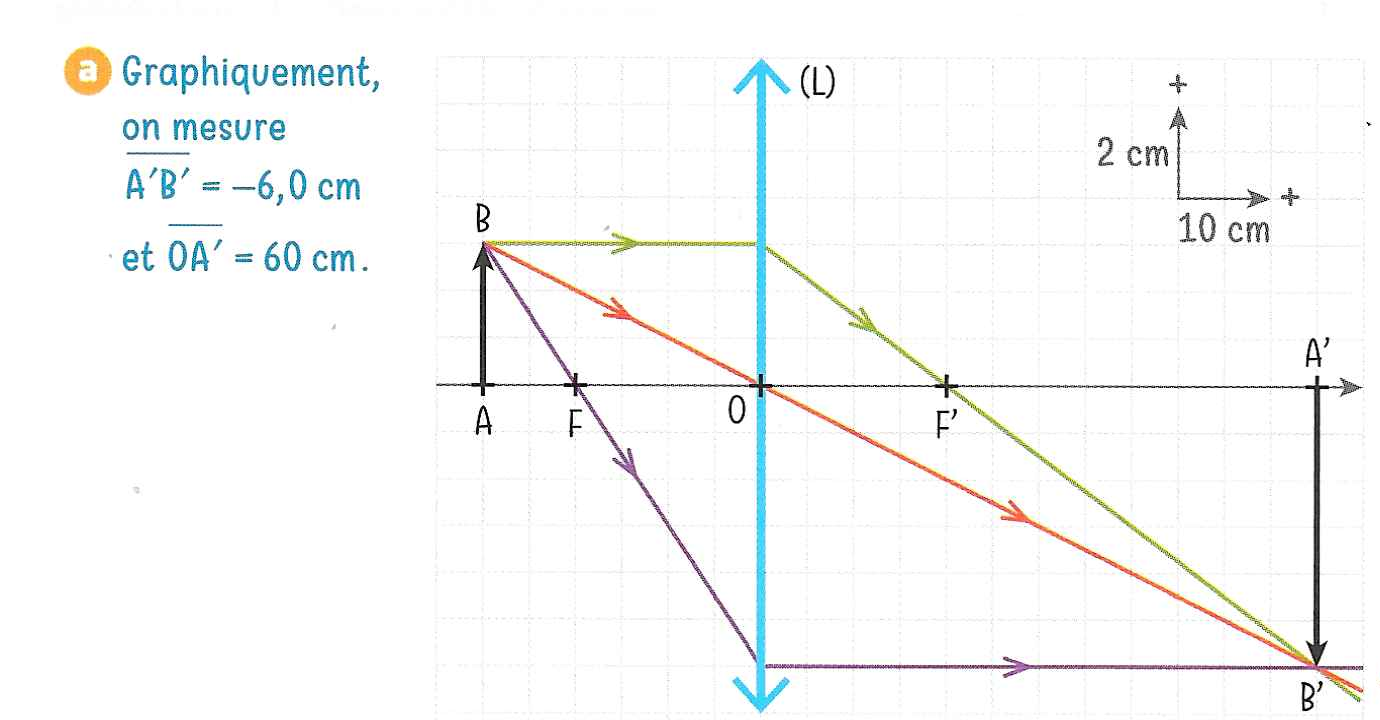 a Graphiquement,
on mesure
A′B′ = –6,0 cm
et OA′ = 60 cm.
(L)
+
2 cm
+
10 cm
B
A'
A
F
O
F'
B'